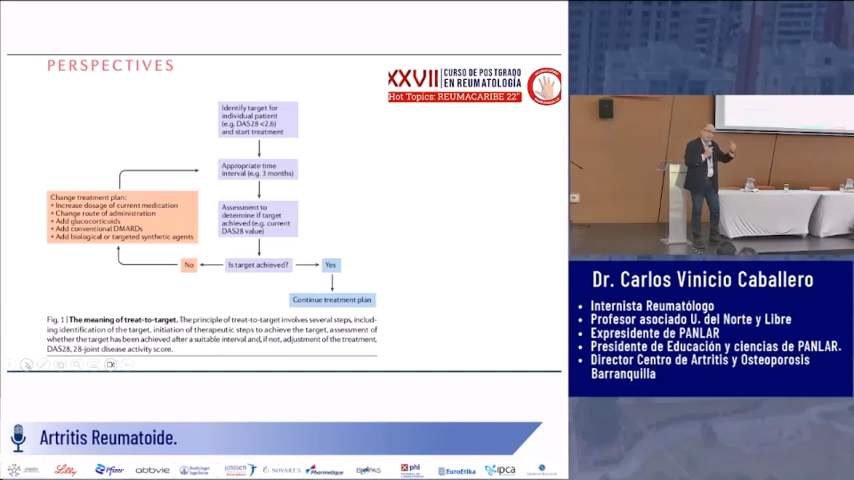 PERSPECTIVES
XXVII CURSO DE POSTGRADO
EN REUMATOLOGÍA
Hot Topics: REUMACARIBE 22"
Identify target for
individual patient
(e.g. DAS28 <2.6)
and start treatment
Appropriate time
interval (e.g. 3 months)
Change treatment plan:
• Increase dosage of current medication
• Change route of administration
• Add glucocorticoids
• Add conventional DMARDs
• Add biological or targeted synthetic agents
Assessment to
determine if target
achieved (e.g. current
DAS28 value)
No
Is target achieved?
Yes
Continue treatment plan
Fig. 1 | The meaning of treat-to-target. The principle of treat-to-target involves several steps, includ-
ing identification of the target, initiation of therapeutic steps to achieve the target, assessment of
whether the target has been achieved after a suitable interval and, if not, adjustment of the treatment.
DAS28, 28-joint disease activity score.
Dr. Carlos Vinicio Caballero
• Internista Reumatólogo
• Profesor asociado U. del Norte y Libre
• Expresidente de PANLAR
• Presidente de Educación y ciencias de PANLAR.
• Director Centro de Artritis y Osteoporosis
Barranquilla
Artritis Reumatoide.
Lilly
Pfizer
abbvie
Boehringer
Ingelheim
janssen
NOVARTIS
Pharmetique
BIOPAS
phl
EuroEtika
ipca